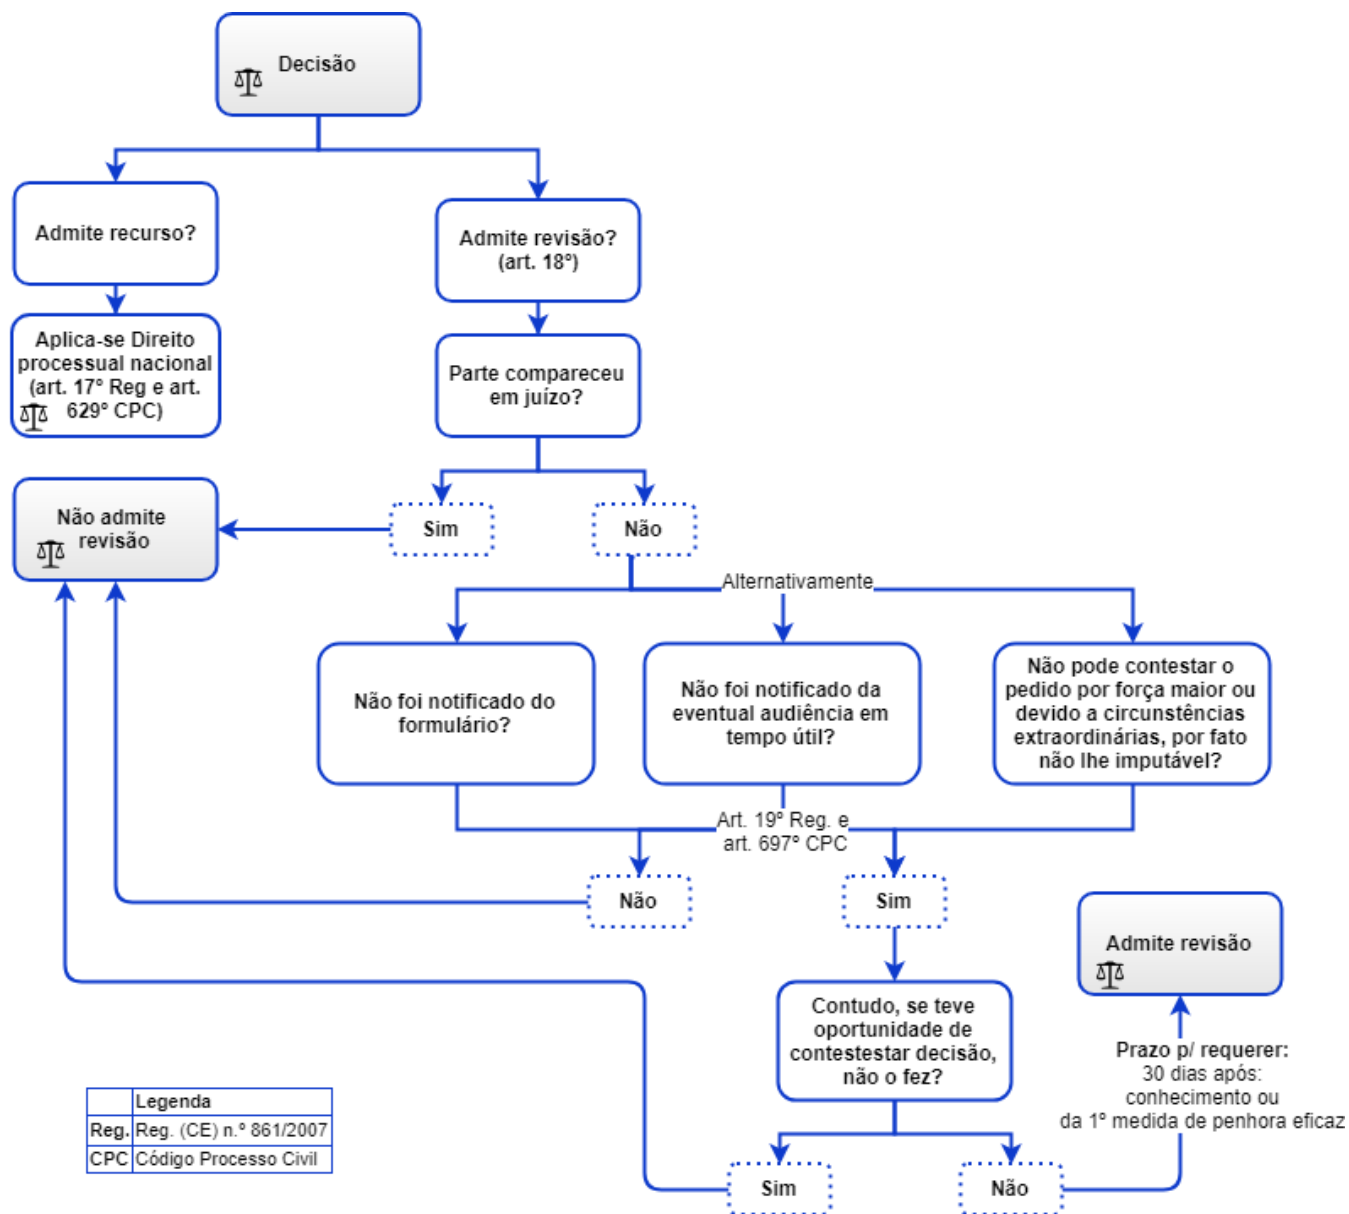 Decisão
Admite recurso?
Admite revisão?
(art. 18º)
Aplica-se Direito
processual nacional
(art. 17º Reg e art.
629º CPC)
Parte compareceu
em juízo?
Não admite
revisão
Sim
Não
Alternativamente
Não foi notificado do
formulário?
Não foi notificado da
eventual audiência em
tempo útil?
Não pode contestar o
pedido por força maior ou
devido a circunstências
extraordinárias, por fato
não lhe imputável?
Art. 19º Reg. e
art. 697º CPC
Não
Sim
Admite revisão
Contudo, se teve
oportunidade de
contestestar decisão,
não o fez?
Prazo p/ requerer:
30 dias após:
conhecimento ou
da 1º medida de penhora eficaz
Legenda
Reg. Reg. (CE) n.º 861/2007
CPC Código Processo Civil
Sim
Não